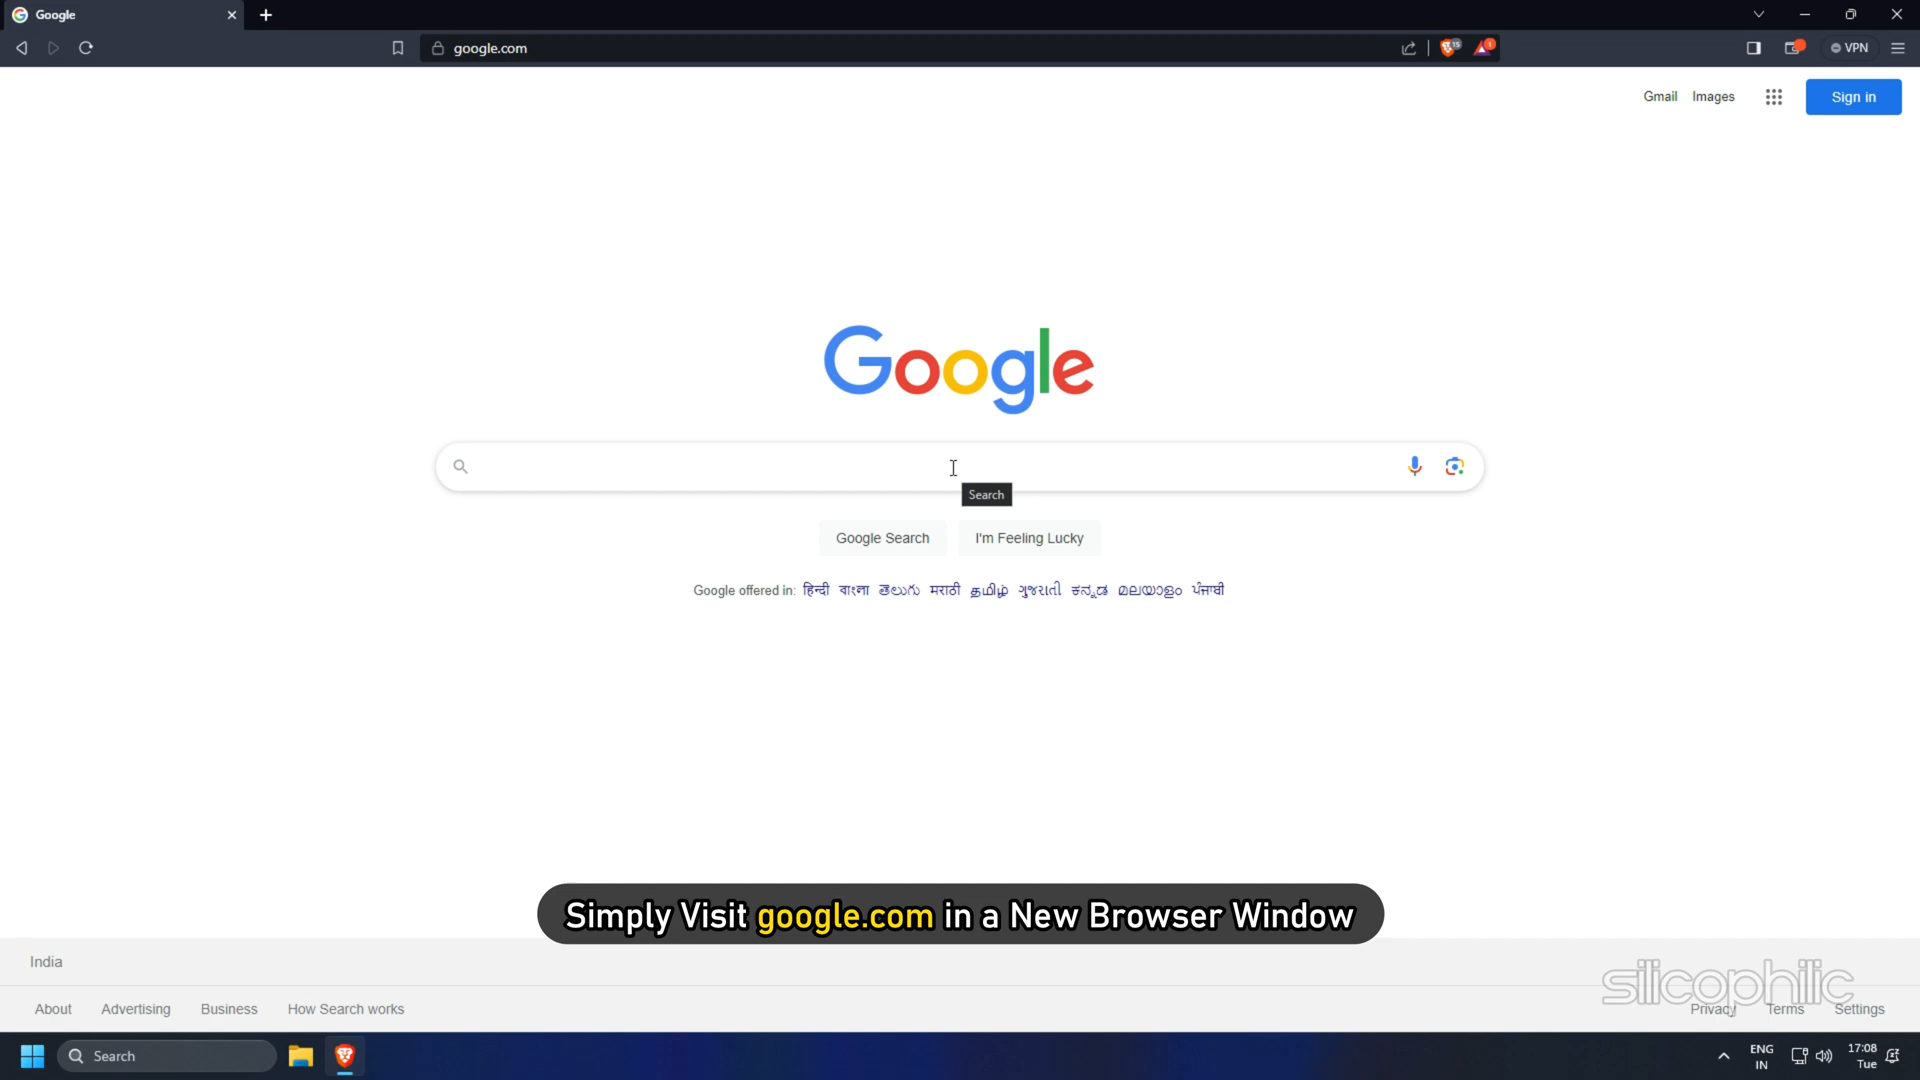 Google
google.com
15
1
VPN
Gmail Images Sign in
Google
Search
Google Search I'm Feeling Lucky
Google offered in: हिन्दी বাংলা తెలుగు मराठी தமிழ் ગુજરાતી ಕನ್ನಡ മലയാളം ਪੰਜਾਬੀ
Simply Visit google.com in a New Browser Window
India
silicophilic
About Advertising Business How Search works Privacy Terms Settings
Search
ENG
IN
17:08
Tue